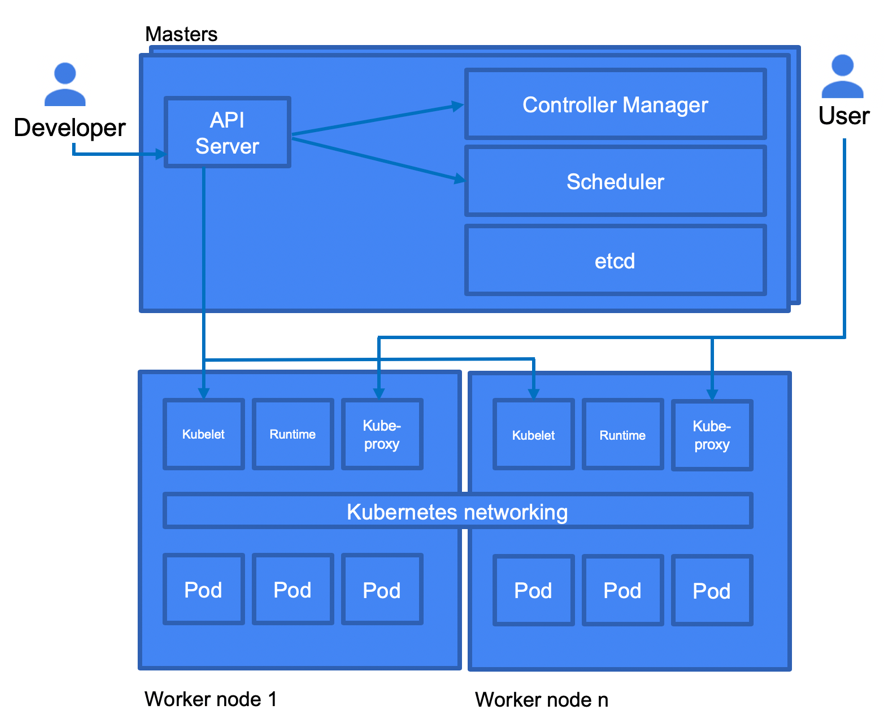 Masters
Developer
API
Server
Controller Manager
Scheduler
etcd
User
Kubelet
Runtime
Kube-
proxy
Kubelet
Runtime
Kube-
proxy
Kubernetes networking
Pod
Pod
Pod
Pod
Pod
Pod
Worker node 1
Worker node n